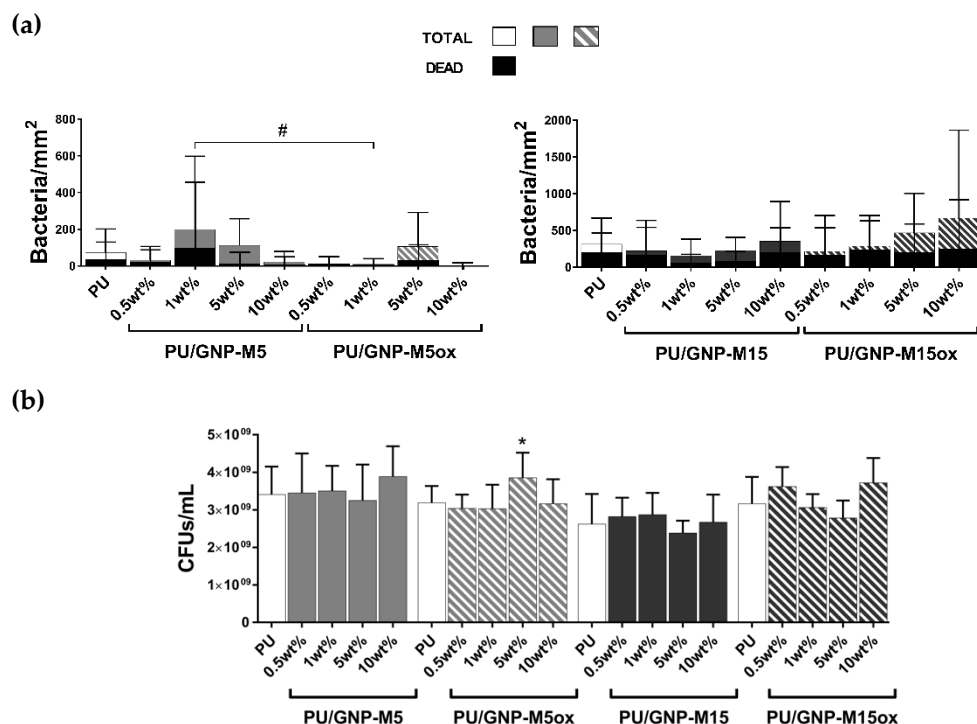 (a)
TOTAL
DEAD
Bacteria/mm²
800
600
400
200
0
#
PU
0.5wt%
1wt%
5wt%
10wt%
0.5wt%
1wt%
5wt%
10wt%
PU/GNP-M5
PU/GNP-M5ox
Bacteria/mm²
2000
1500
1000
500
0
PU
0.5wt%
1wt%
5wt%
10wt%
0.5wt%
1wt%
5wt%
10wt%
PU/GNP-M15
PU/GNP-M15ox
(b)
CFUs/mL
5×10⁰⁹
4×10⁰⁹
3×10⁰⁹
2×10⁰⁹
1×10⁰⁹
0
*
PU
0.5wt%
1wt%
5wt%
10wt%
PU
0.5wt%
1wt%
5wt%
10wt%
PU
0.5wt%
1wt%
5wt%
10wt%
PU
0.5wt%
1wt%
5wt%
10wt%
PU/GNP-M5
PU/GNP-M5ox
PU/GNP-M15
PU/GNP-M15ox